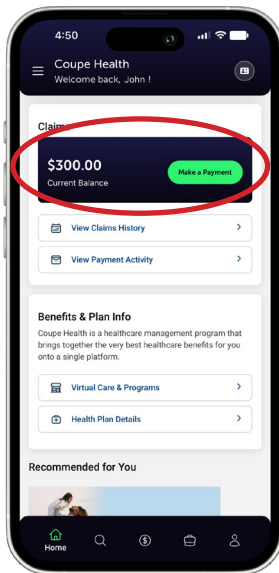 4:50
Coupe Health
Welcome back, John !
Claims
$300.00
Current Balance
Make a Payment
View Claims History
View Payment Activity
Benefits & Plan Info
Coupe Health is a healthcare management program that
brings together the very best healthcare benefits for you
onto a single platform.
Virtual Care & Programs
Health Plan Details
Recommended for You
Home